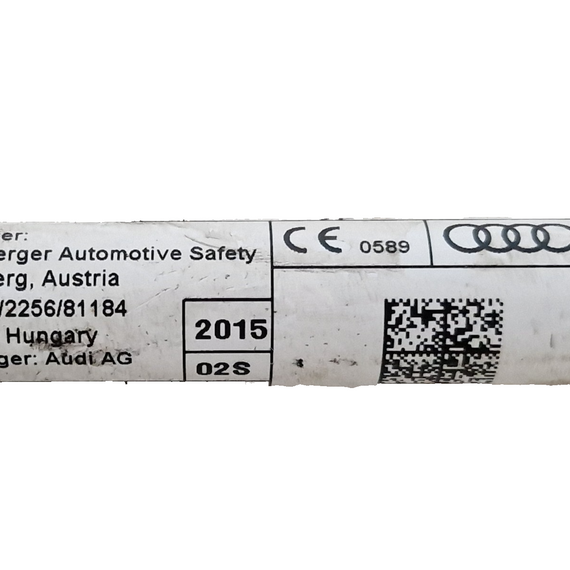 er:
erger Automotive Safety
erg, Austria
/2256/81184
Hungary
ger: Audi AG
2015
02S
CE 0589